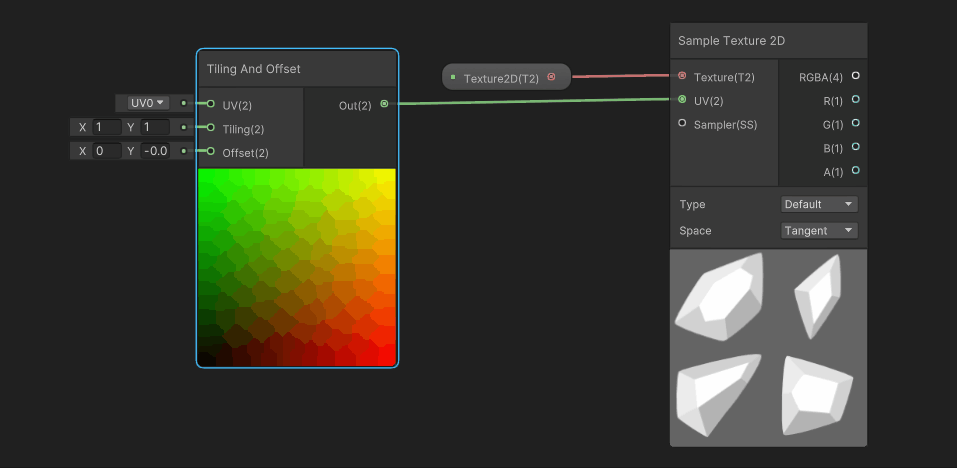 Tiling And Offset
UV0
UV(2)
Out(2)
X 1 Y 1
Tiling(2)
X 0 Y -0.0
Offset(2)
Texture2D(T2)
Sample Texture 2D
Texture(T2)
RGBA(4)
UV(2)
R(1)
Sampler(SS)
G(1)
B(1)
A(1)
Type
Default
Space
Tangent